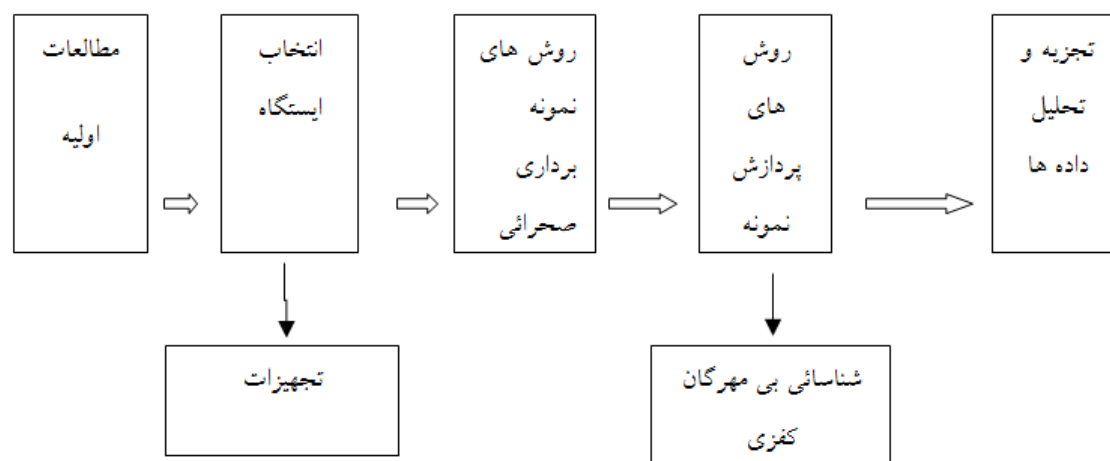 مطالعات
اولیه
انتخاب
ایستگاه
روش های
نمونه
برداری
صحرائی
روش
های
پردازش
نمونه
تجزیه و
تحلیل
داده ها
تجهیزات
شناسائی بی مهرگان
کفزی